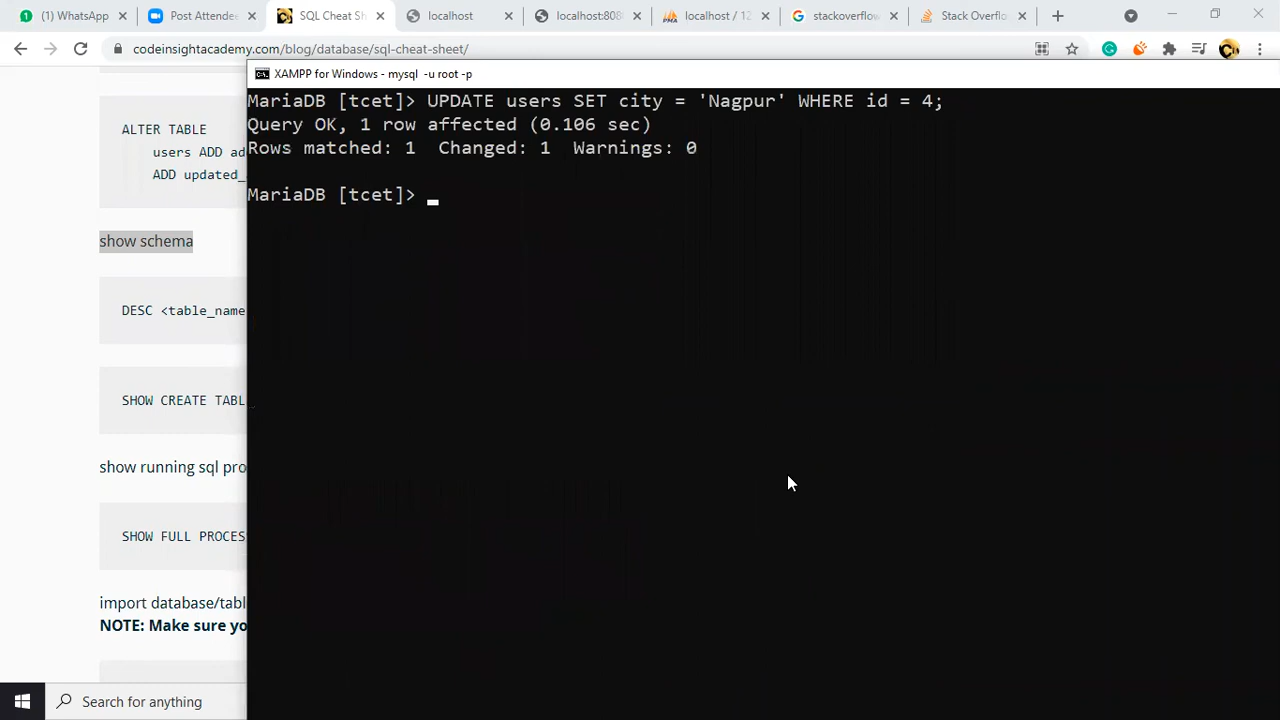 (1) WhatsApp
Post Attende
SQL Cheat Sh
localhost
localhost:808
localhost / 12
stackoverflow
Stack Overflo
codeinsightacademy.com/blog/database/sql-cheat-sheet/
XAMPP for Windows - mysql -u root -p
MariaDB [tcet]> UPDATE users SET city = 'Nagpur' WHERE id = 4;
Query OK, 1 row affected (0.106 sec)
Rows matched: 1 Changed: 1 Warnings: 0
MariaDB [tcet]>
ALTER TABLE
users ADD ad
ADD updated_
show schema
DESC <table_name
SHOW CREATE TABL
show running sql pro
SHOW FULL PROCES
import database/tabl
NOTE: Make sure yo
Search for anything